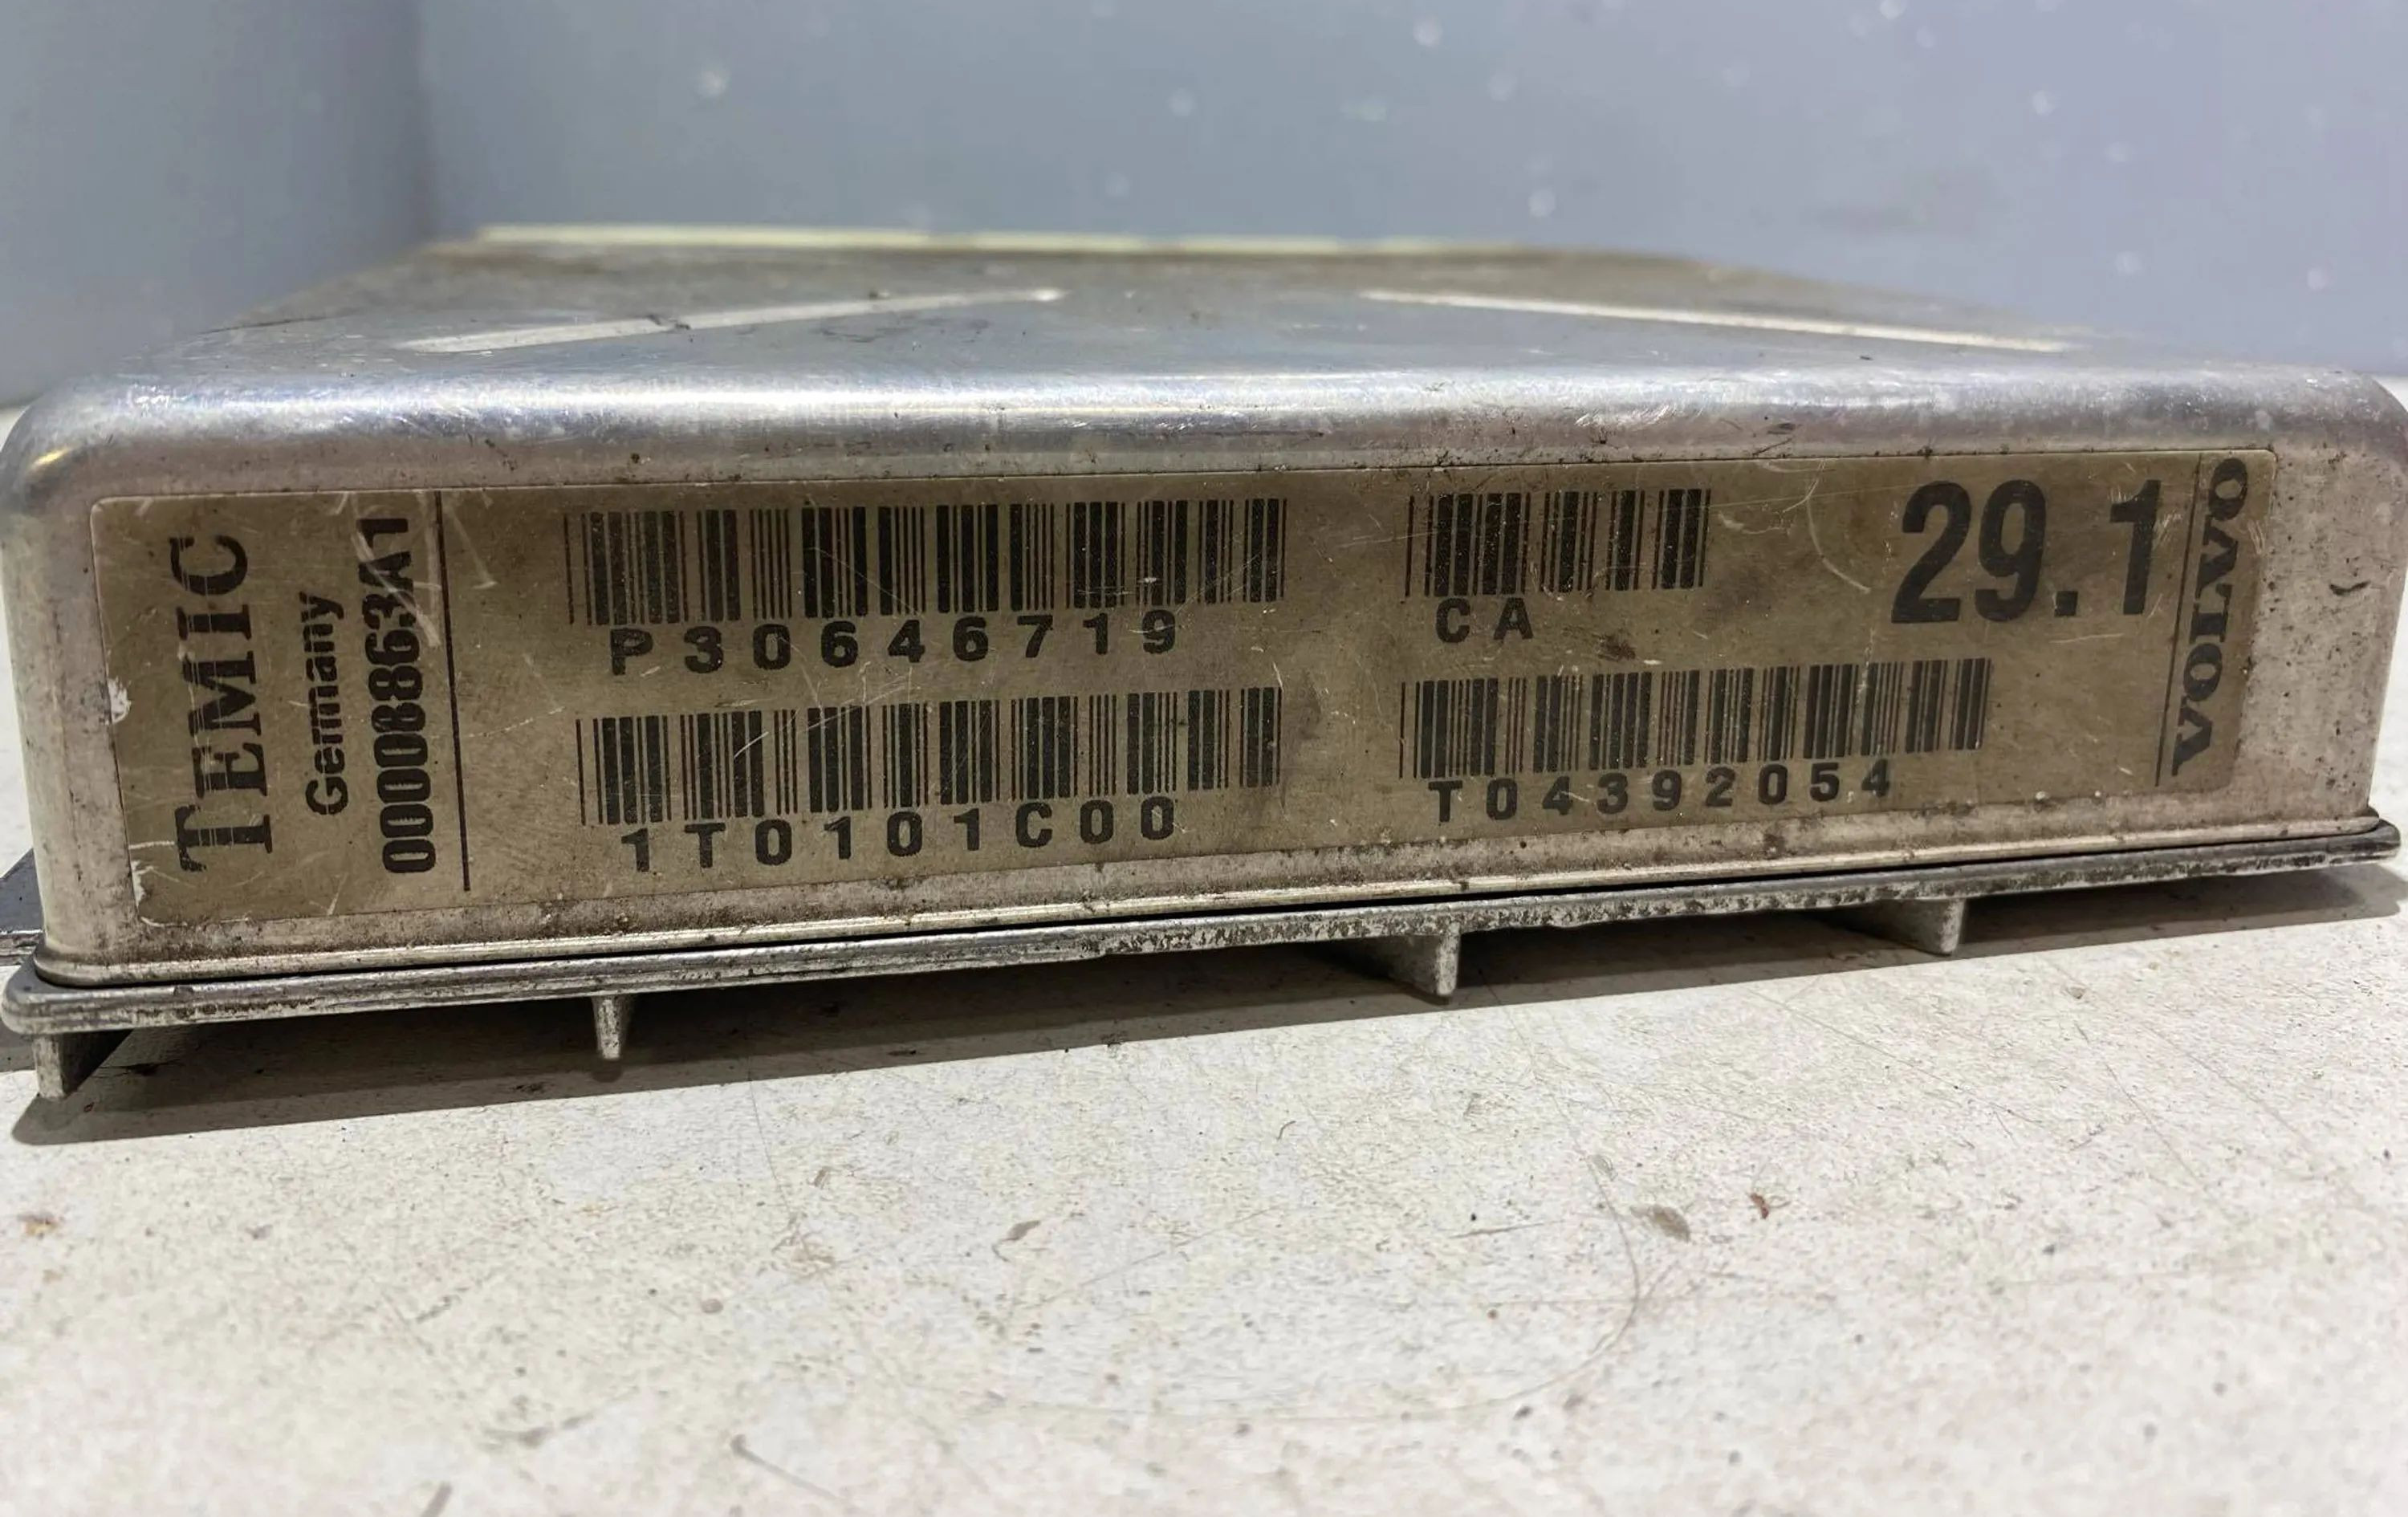 TEMIC
Germany
00008863A1
P30646719
CA
29.1
1T0101C00
T04392054
VOLVO